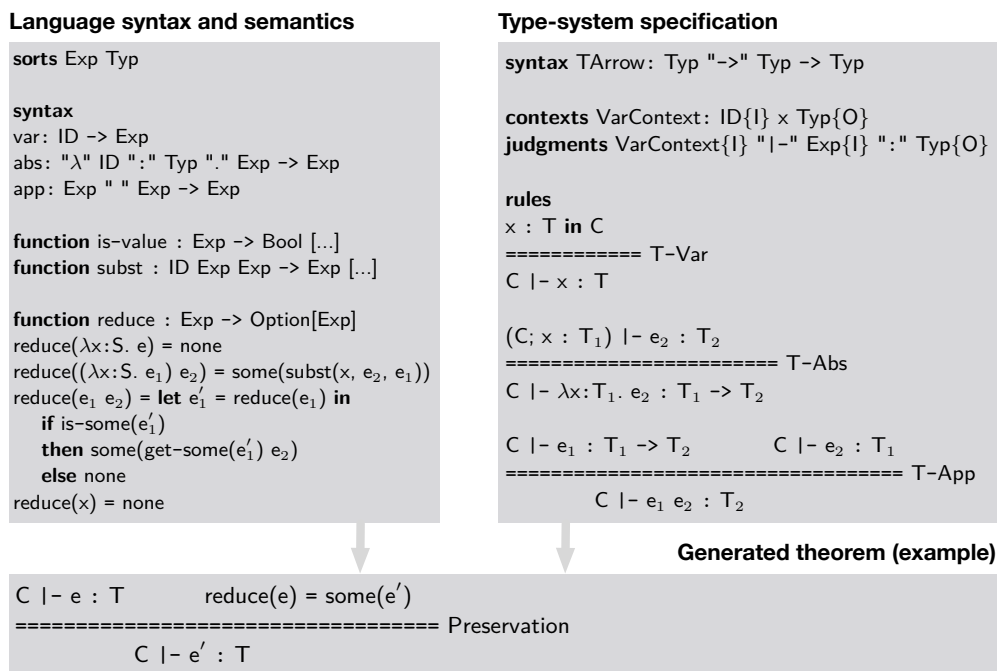 Language syntax and semantics
sorts Exp Typ
syntax
var: ID -> Exp
abs: "λ" ID ":" Typ "." Exp -> Exp
app: Exp " " Exp -> Exp
function is-value : Exp -> Bool [...]
function subst : ID Exp Exp -> Exp [...]
function reduce : Exp -> Option[Exp]
reduce(λx:S. e) = none
reduce((λx:S. e₁) e₂) = some(subst(x, e₂, e₁))
reduce(e₁ e₂) = let e₁′ = reduce(e₁) in
if is-some(e₁′)
then some(get-some(e₁′) e₂)
else none
reduce(x) = none
Type-system specification
syntax TArrow: Typ "->" Typ -> Typ
contexts VarContext: ID{I} x Typ{O}
judgments VarContext{I} "|-" Exp{I} ":" Typ{O}
rules
x : T in C
============ T-Var
C |- x : T
(C; x : T₁) |- e₂ : T₂
======================== T-Abs
C |- λx:T₁. e₂ : T₁ -> T₂
C |- e₁ : T₁ -> T₂ C |- e₂ : T₁
=================================== T-App
C |- e₁ e₂ : T₂
Generated theorem (example)
C |- e : T reduce(e) = some(e′)
=================================== Preservation
C |- e′ : T